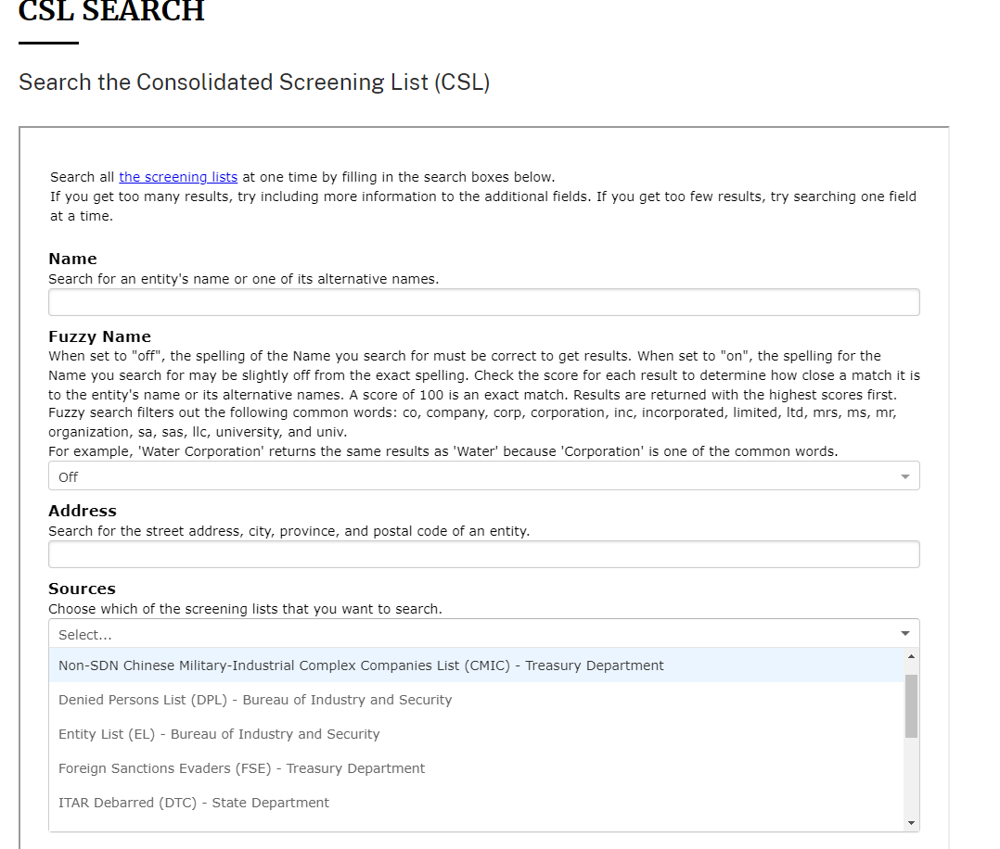 CSL SEARCH
Search the Consolidated Screening List (CSL)
Search all the screening lists at one time by filling in the search boxes below.
If you get too many results, try including more information to the additional fields. If you get too few results, try searching one field
at a time.
Name
Search for an entity's name or one of its alternative names.
Fuzzy Name
When set to "off", the spelling of the Name you search for must be correct to get results. When set to "on", the spelling for the
Name you search for may be slightly off from the exact spelling. Check the score for each result to determine how close a match it is
to the entity's name or its alternative names. A score of 100 is an exact match. Results are returned with the highest scores first.
Fuzzy search filters out the following common words: co, company, corp, corporation, inc, incorporated, limited, ltd, mrs, ms, mr,
organization, sa, sas, llc, university, and univ.
For example, 'Water Corporation' returns the same results as 'Water' because 'Corporation' is one of the common words.
Off
Address
Search for the street address, city, province, and postal code of an entity.
Sources
Choose which of the screening lists that you want to search.
Select...
Non-SDN Chinese Military-Industrial Complex Companies List (CMIC) - Treasury Department
Denied Persons List (DPL) - Bureau of Industry and Security
Entity List (EL) - Bureau of Industry and Security
Foreign Sanctions Evaders (FSE) - Treasury Department
ITAR Debarred (DTC) - State Department